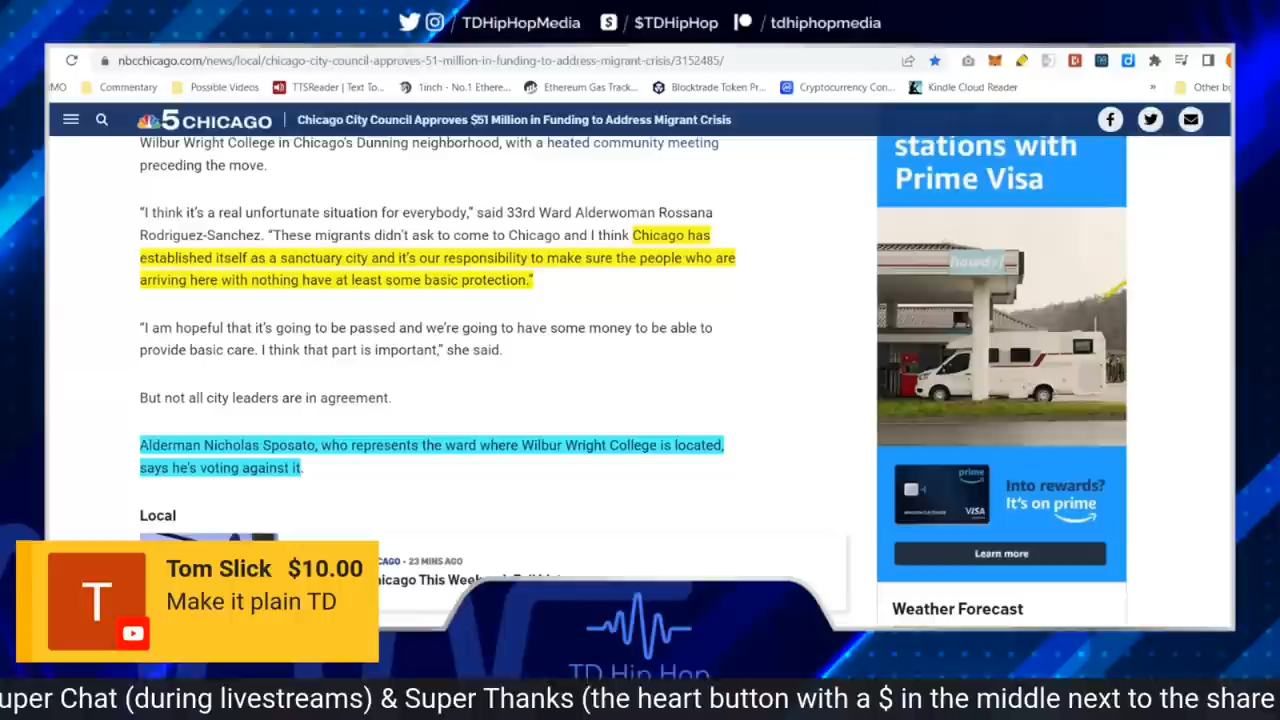 / TDHipHopMedia
$ / $TDHipHop
/ tdhiphopmedia
nbcchicago.com/news/local/chicago-city-council-approves-51-million-in-funding-to-address-migrant-crisis/3152485/
MO
Commentary
Possible Videos
TTSReader | Text To...
1inch - No.1 Ethere...
Ethereum Gas Track...
Blocktrade Token Pr...
Cryptocurrency Con...
Kindle Cloud Reader
»
Other bo
5 CHICAGO
Chicago City Council Approves $51 Million in Funding to Address Migrant Crisis
Wilbur Wright College in Chicago's Dunning neighborhood, with a heated community meeting
preceding the move.
"I think it's a real unfortunate situation for everybody," said 33rd Ward Alderwoman Rossana
Rodriguez-Sanchez. "These migrants didn't ask to come to Chicago and I think Chicago has
established itself as a sanctuary city and it's our responsibility to make sure the people who are
arriving here with nothing have at least some basic protection."
"I am hopeful that it's going to be passed and we're going to have some money to be able to
provide basic care. I think that part is important," she said.
But not all city leaders are in agreement.
Alderman Nicholas Sposato, who represents the ward where Wilbur Wright College is located,
says he's voting against it.
Local
CAGO • 23 MINS AGO
hicago This Week
stations with
Prime Visa
howdy!
prime
VISA
Into rewards?
It's on prime
Learn more
Weather Forecast
T
Tom Slick $10.00
Make it plain TD
TD Hip Hop
uper Chat (during livestreams) & Super Thanks (the heart button with a $ in the middle next to the share